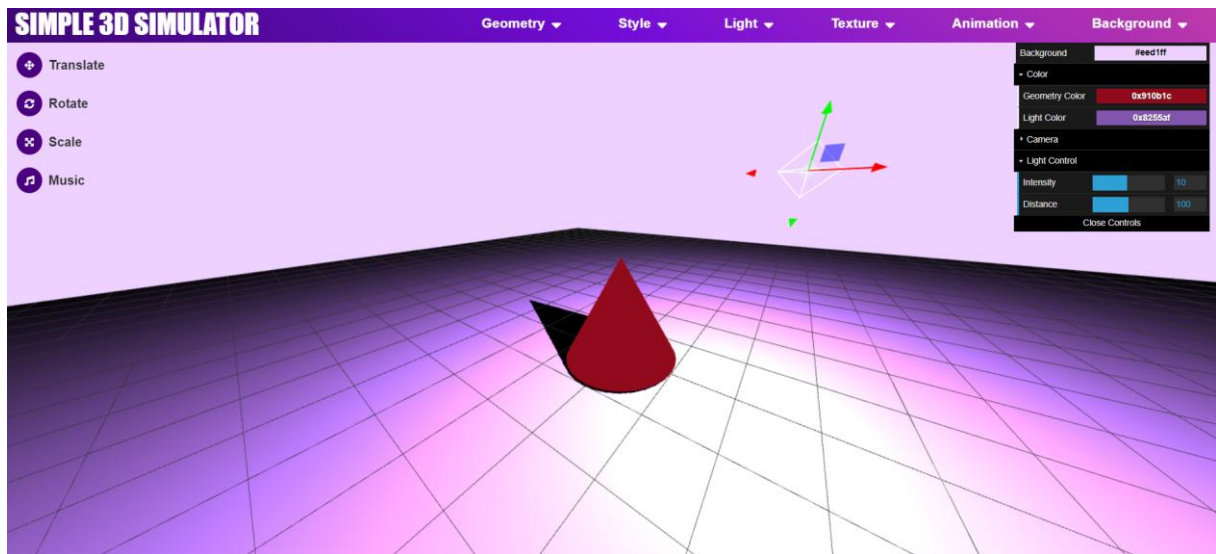 SIMPLE 3D SIMULATOR
Geometry
Style
Light
Texture
Animation
Background
Translate
Rotate
Scale
Music
Background #eed1ff
Color
Geometry Color 0x910b1c
Light Color 0x8255af
Camera
Light Control
Intensity 10
Distance 100
Close Controls